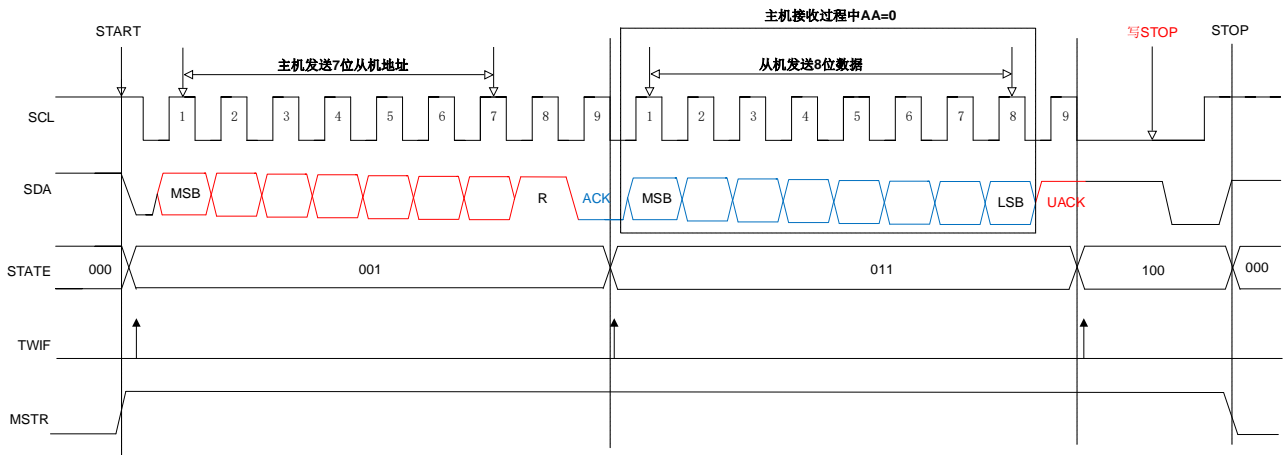 主机接收过程中AA=0
START
写STOP
STOP
主机发送7位从机地址
从机发送8位数据
SCL
1 2 3 4 5 6 7 8 9 1 2 3 4 5 6 7 8 9
SDA
MSB R ACK MSB LSB UACK
STATE
000 001 011 100 000
TWIF
MSTR